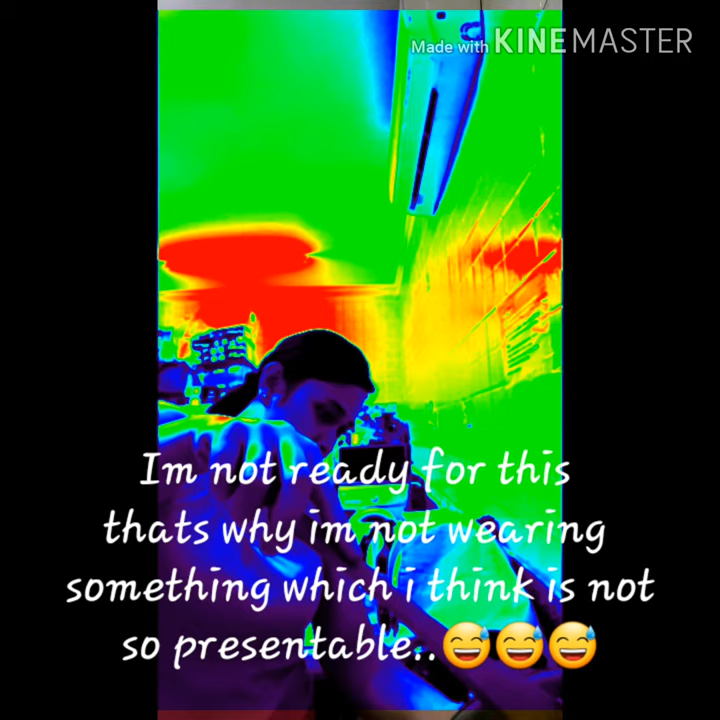 Made with KINEMASTER
Im not ready for this
thats why im not wearing
something which i think is not
so presentable..😅😅😅